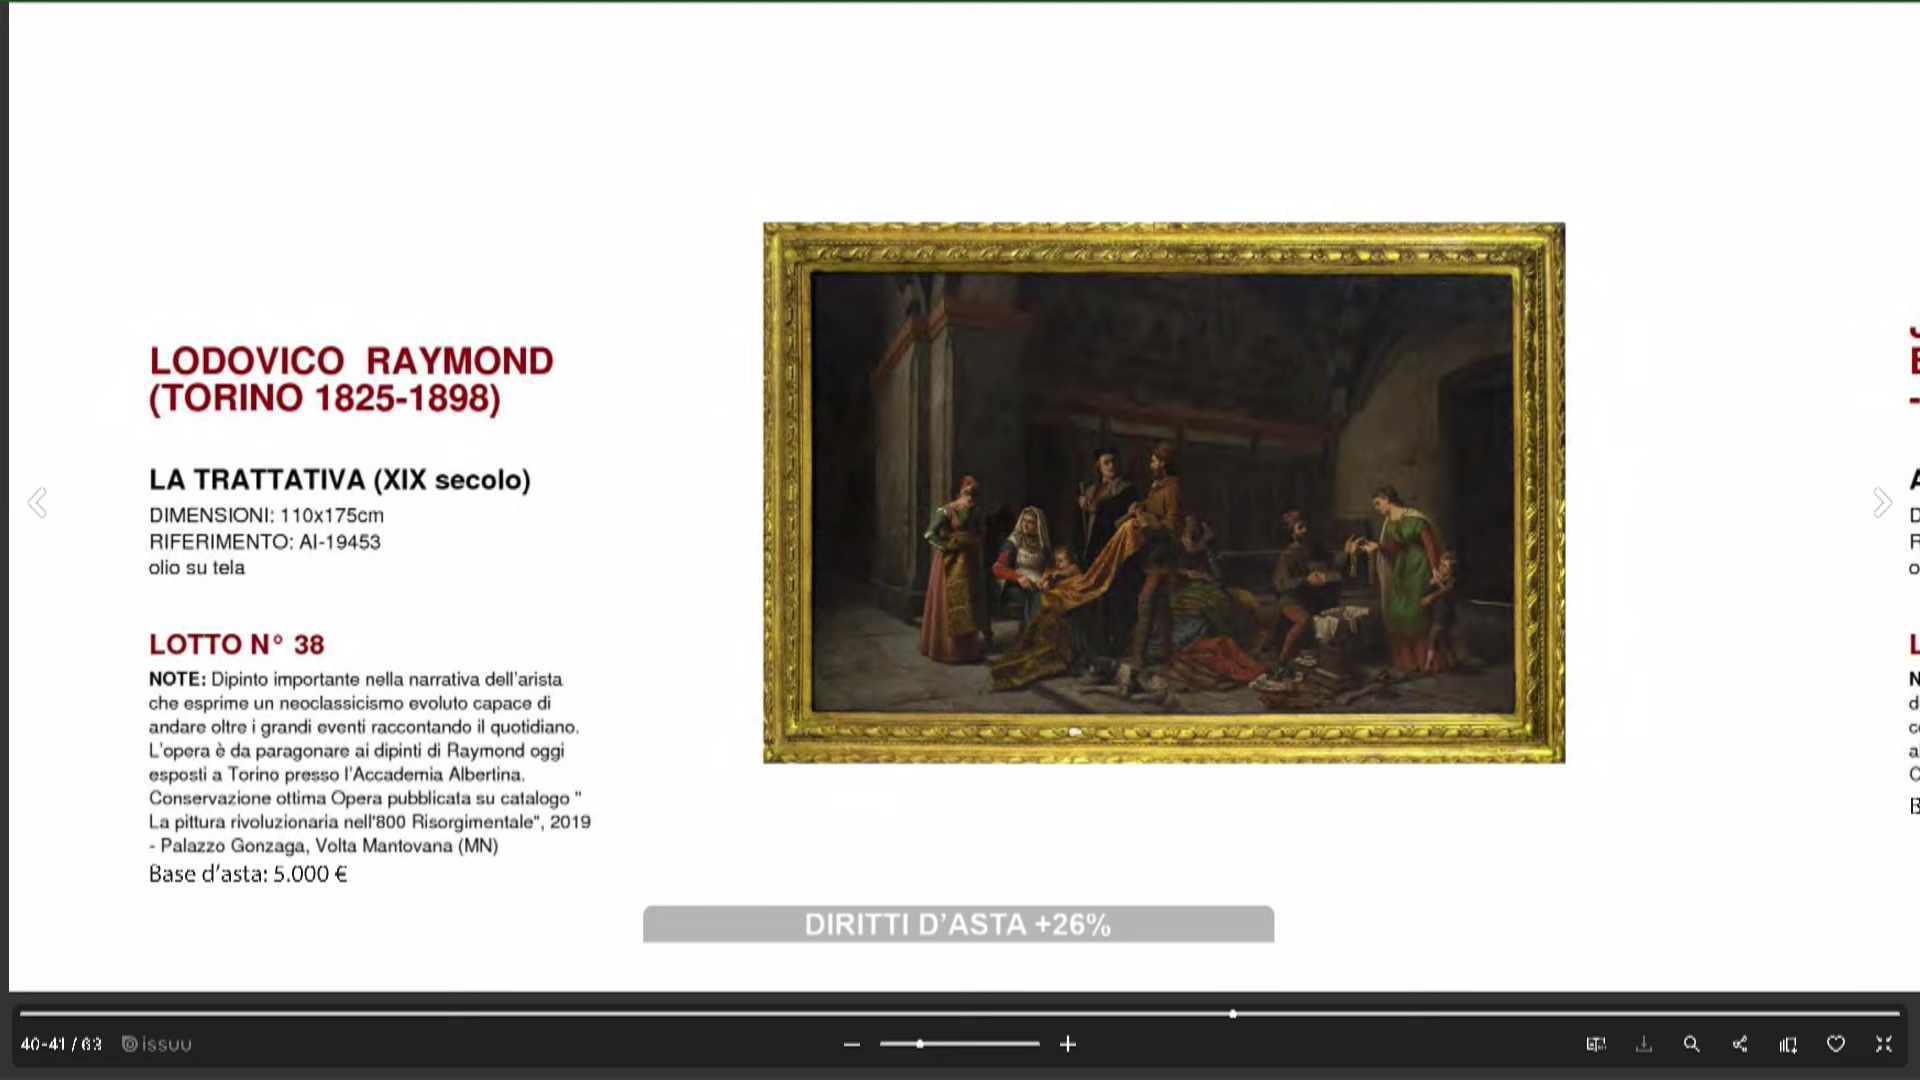 LODOVICO RAYMOND
(TORINO 1825-1898)
LA TRATTATIVA (XIX secolo)
DIMENSIONI: 110x175cm
RIFERIMENTO: AI-19453
olio su tela
LOTTO N° 38
NOTE: Dipinto importante nella narrativa dell'arista
che esprime un neoclassicismo evoluto capace di
andare oltre i grandi eventi raccontando il quotidiano.
L'opera è da paragonare ai dipinti di Raymond oggi
esposti a Torino presso l'Accademia Albertina.
Conservazione ottima Opera pubblicata su catalogo "
La pittura rivoluzionaria nell'800 Risorgimentale", 2019
- Palazzo Gonzaga, Volta Mantovana (MN)
Base d'asta: 5.000 €
DIRITTI D'ASTA +26%
40-41 / 63 issuu